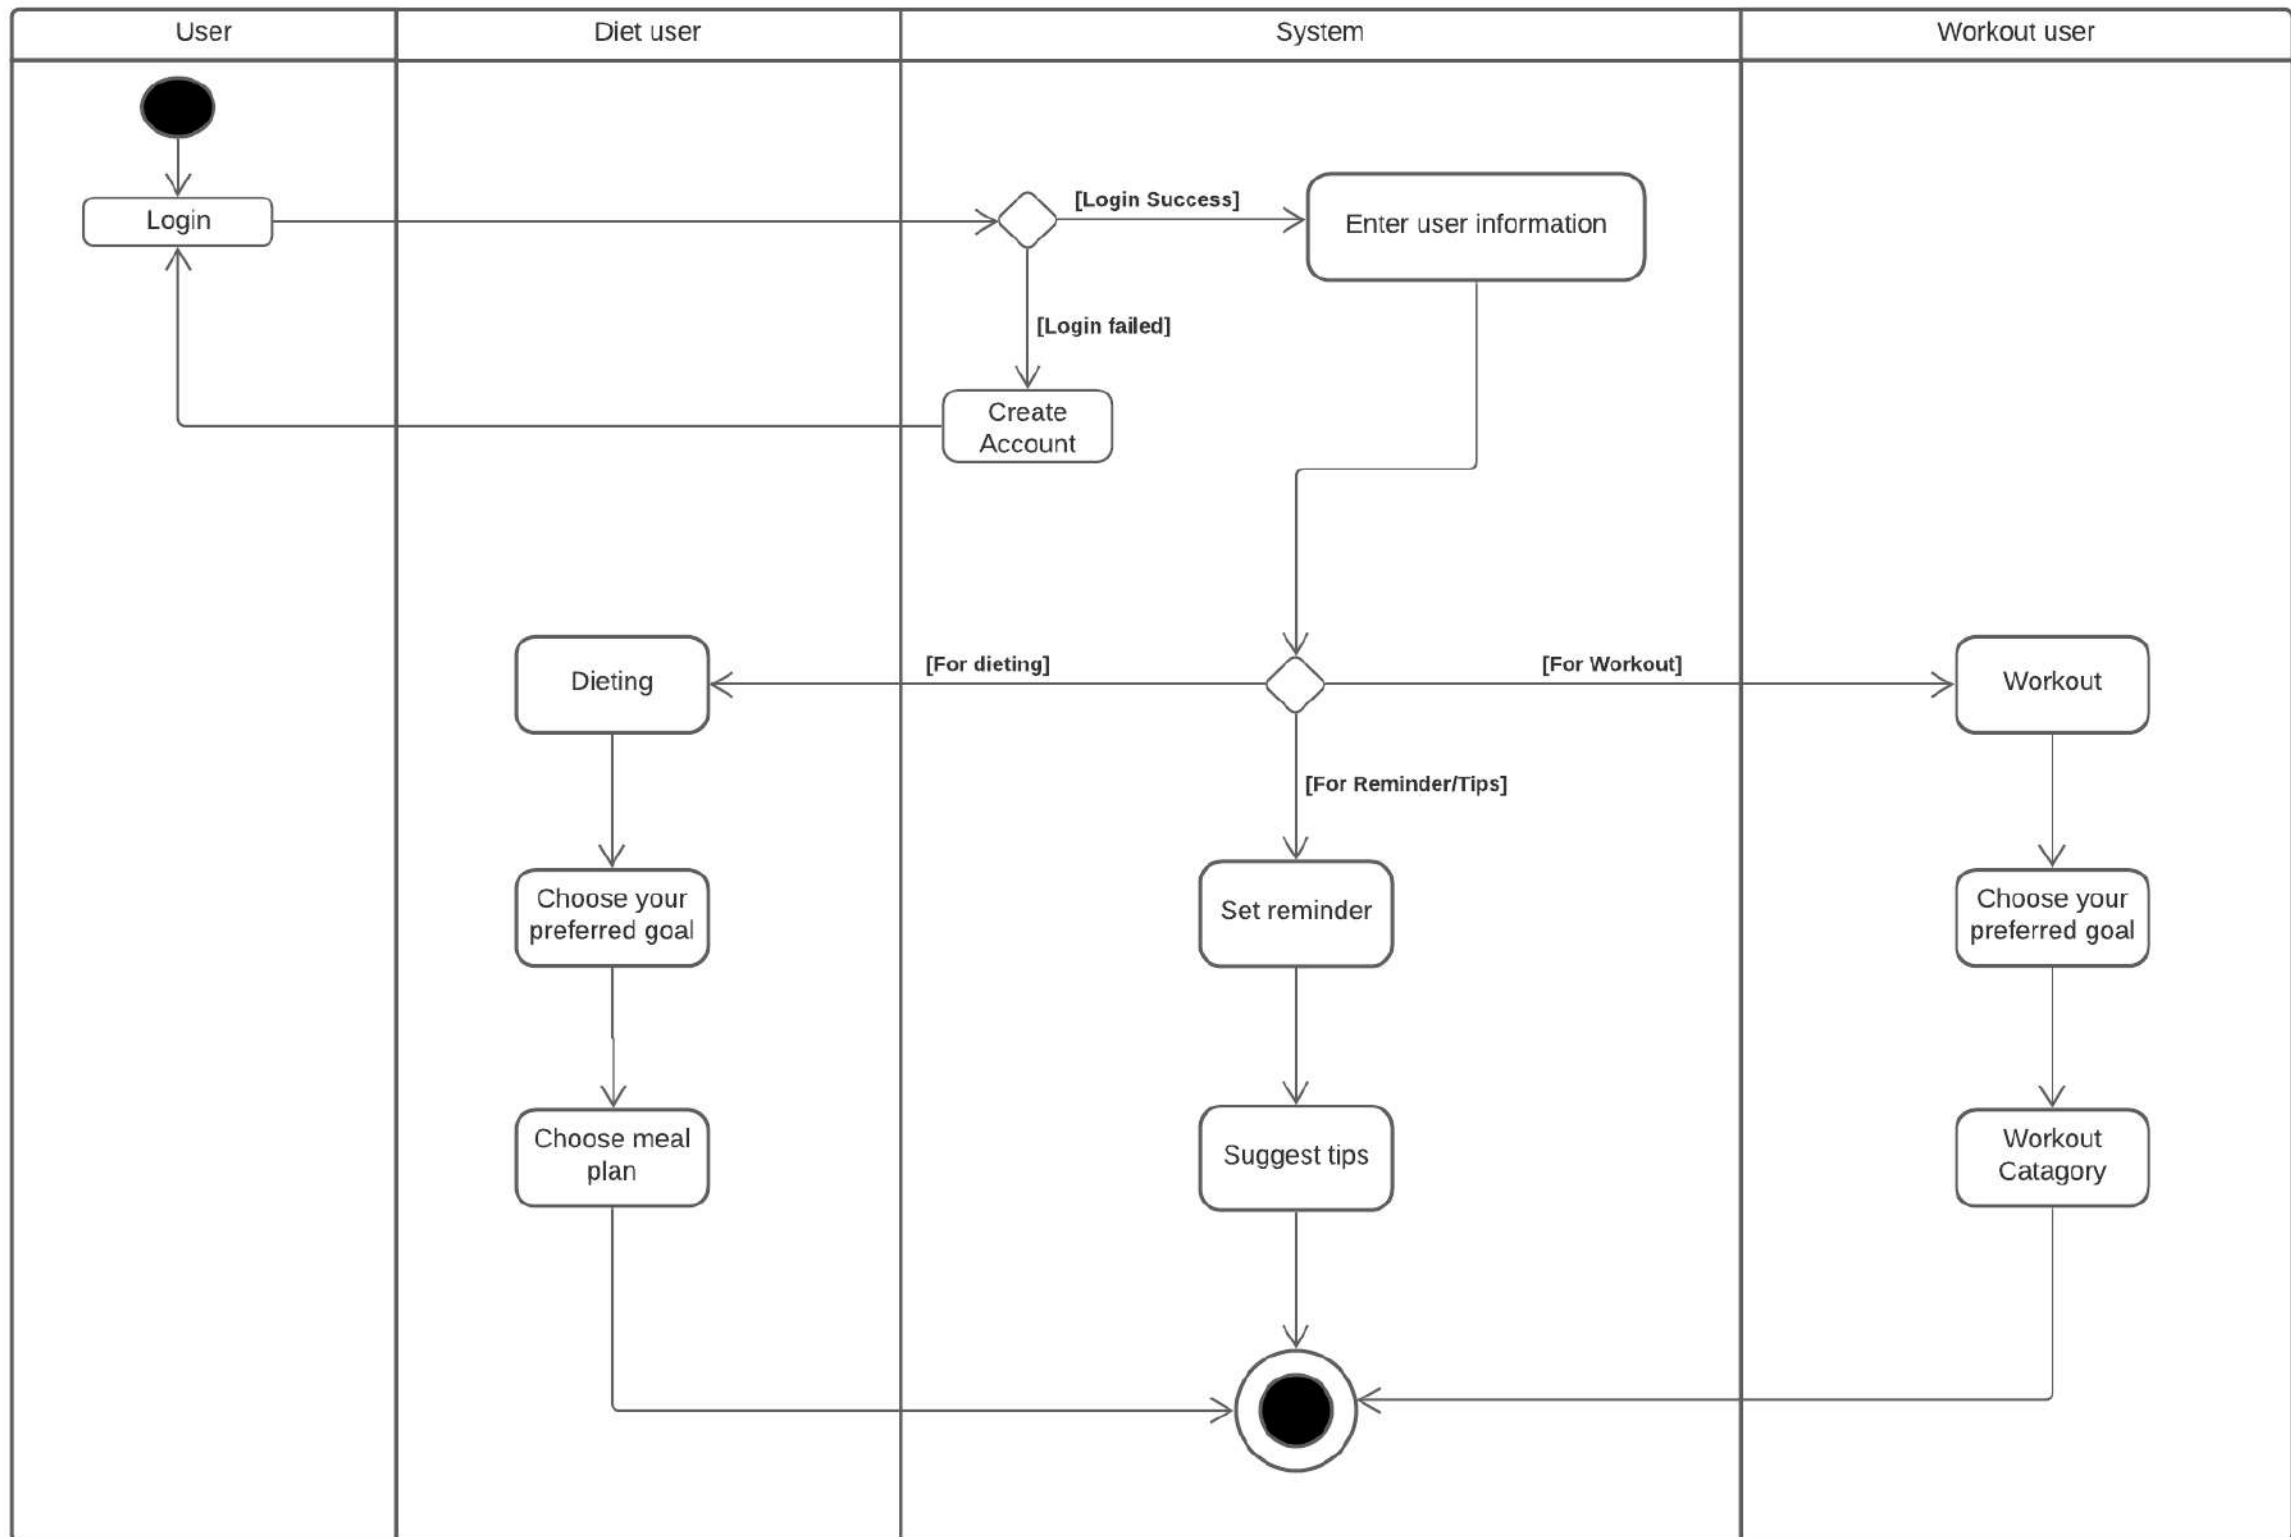 User
Diet user
System
Workout user
Login
[Login Success]
Enter user information
[Login failed]
Create
Account
Dieting
[For dieting]
[For Workout]
Workout
[For Reminder/Tips]
Choose your
preferred goal
Set reminder
Choose your
preferred goal
Choose meal
plan
Suggest tips
Workout
Catagory